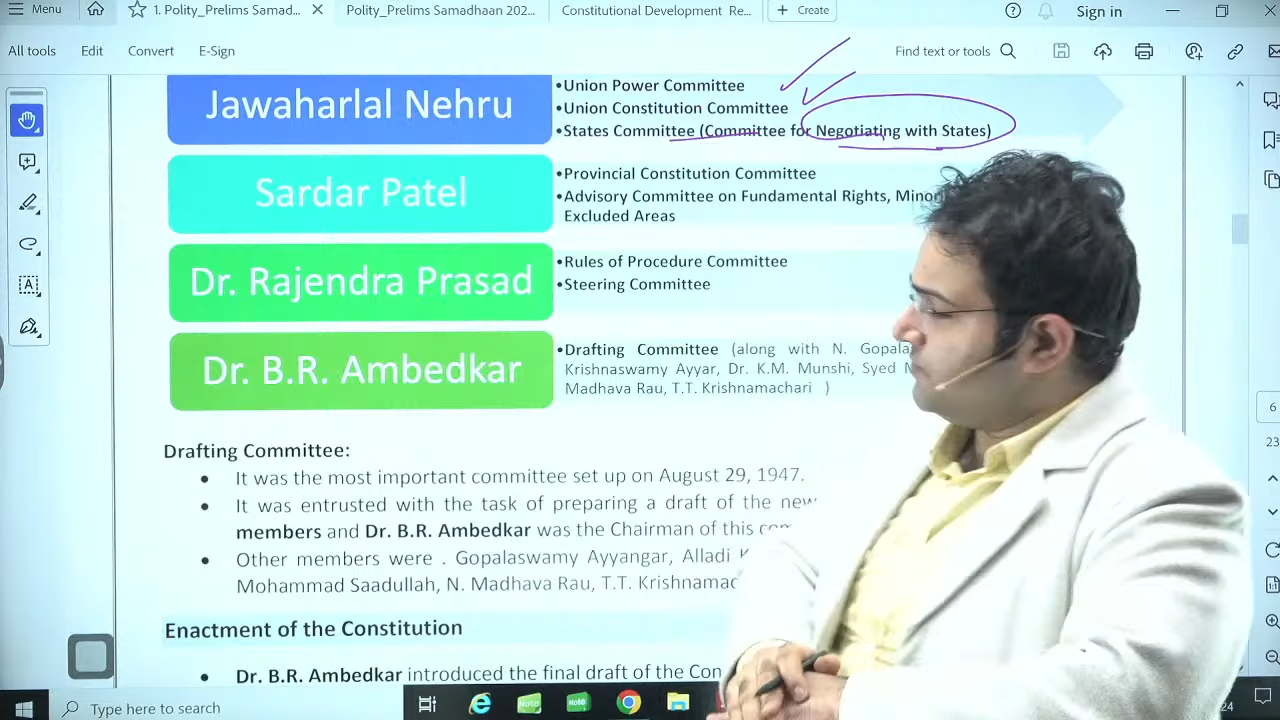 Menu
1. Polity_Prelims Samad...
Polity_Prelims Samadhaan 202...
Constitutional Development Re...
+ Create
Sign in
All tools
Edit
Convert
E-Sign
Find text or tools
Jawaharlal Nehru
•Union Power Committee
•Union Constitution Committee
•States Committee (Committee for Negotiating with States)
Sardar Patel
•Provincial Constitution Committee
•Advisory Committee on Fundamental Rights,
Excluded Areas
Dr. Rajendra Prasad
•Rules of Procedure Committee
•Steering Committee
Dr. B.R. Ambedkar
•Drafting Committee (along with N.
Krishnaswamy Ayyar, Dr. K.M. Munshi, Syed
Madhava Rau, T.T. Krishnamachari )
Drafting Committee:
• It was the most important committee set up on August 29, 1947.
• It was entrusted with the task of preparing a draft of the new
members and Dr. B.R. Ambedkar was the Chairman of this
• Other members were . Gopalaswamy Ayyangar, Alladi
Mohammad Saadullah, N. Madhava Rau, T.T.
Enactment of the Constitution
• Dr. B.R. Ambedkar introduced the final draft of the
6
23
Type here to search
Note
Note
24